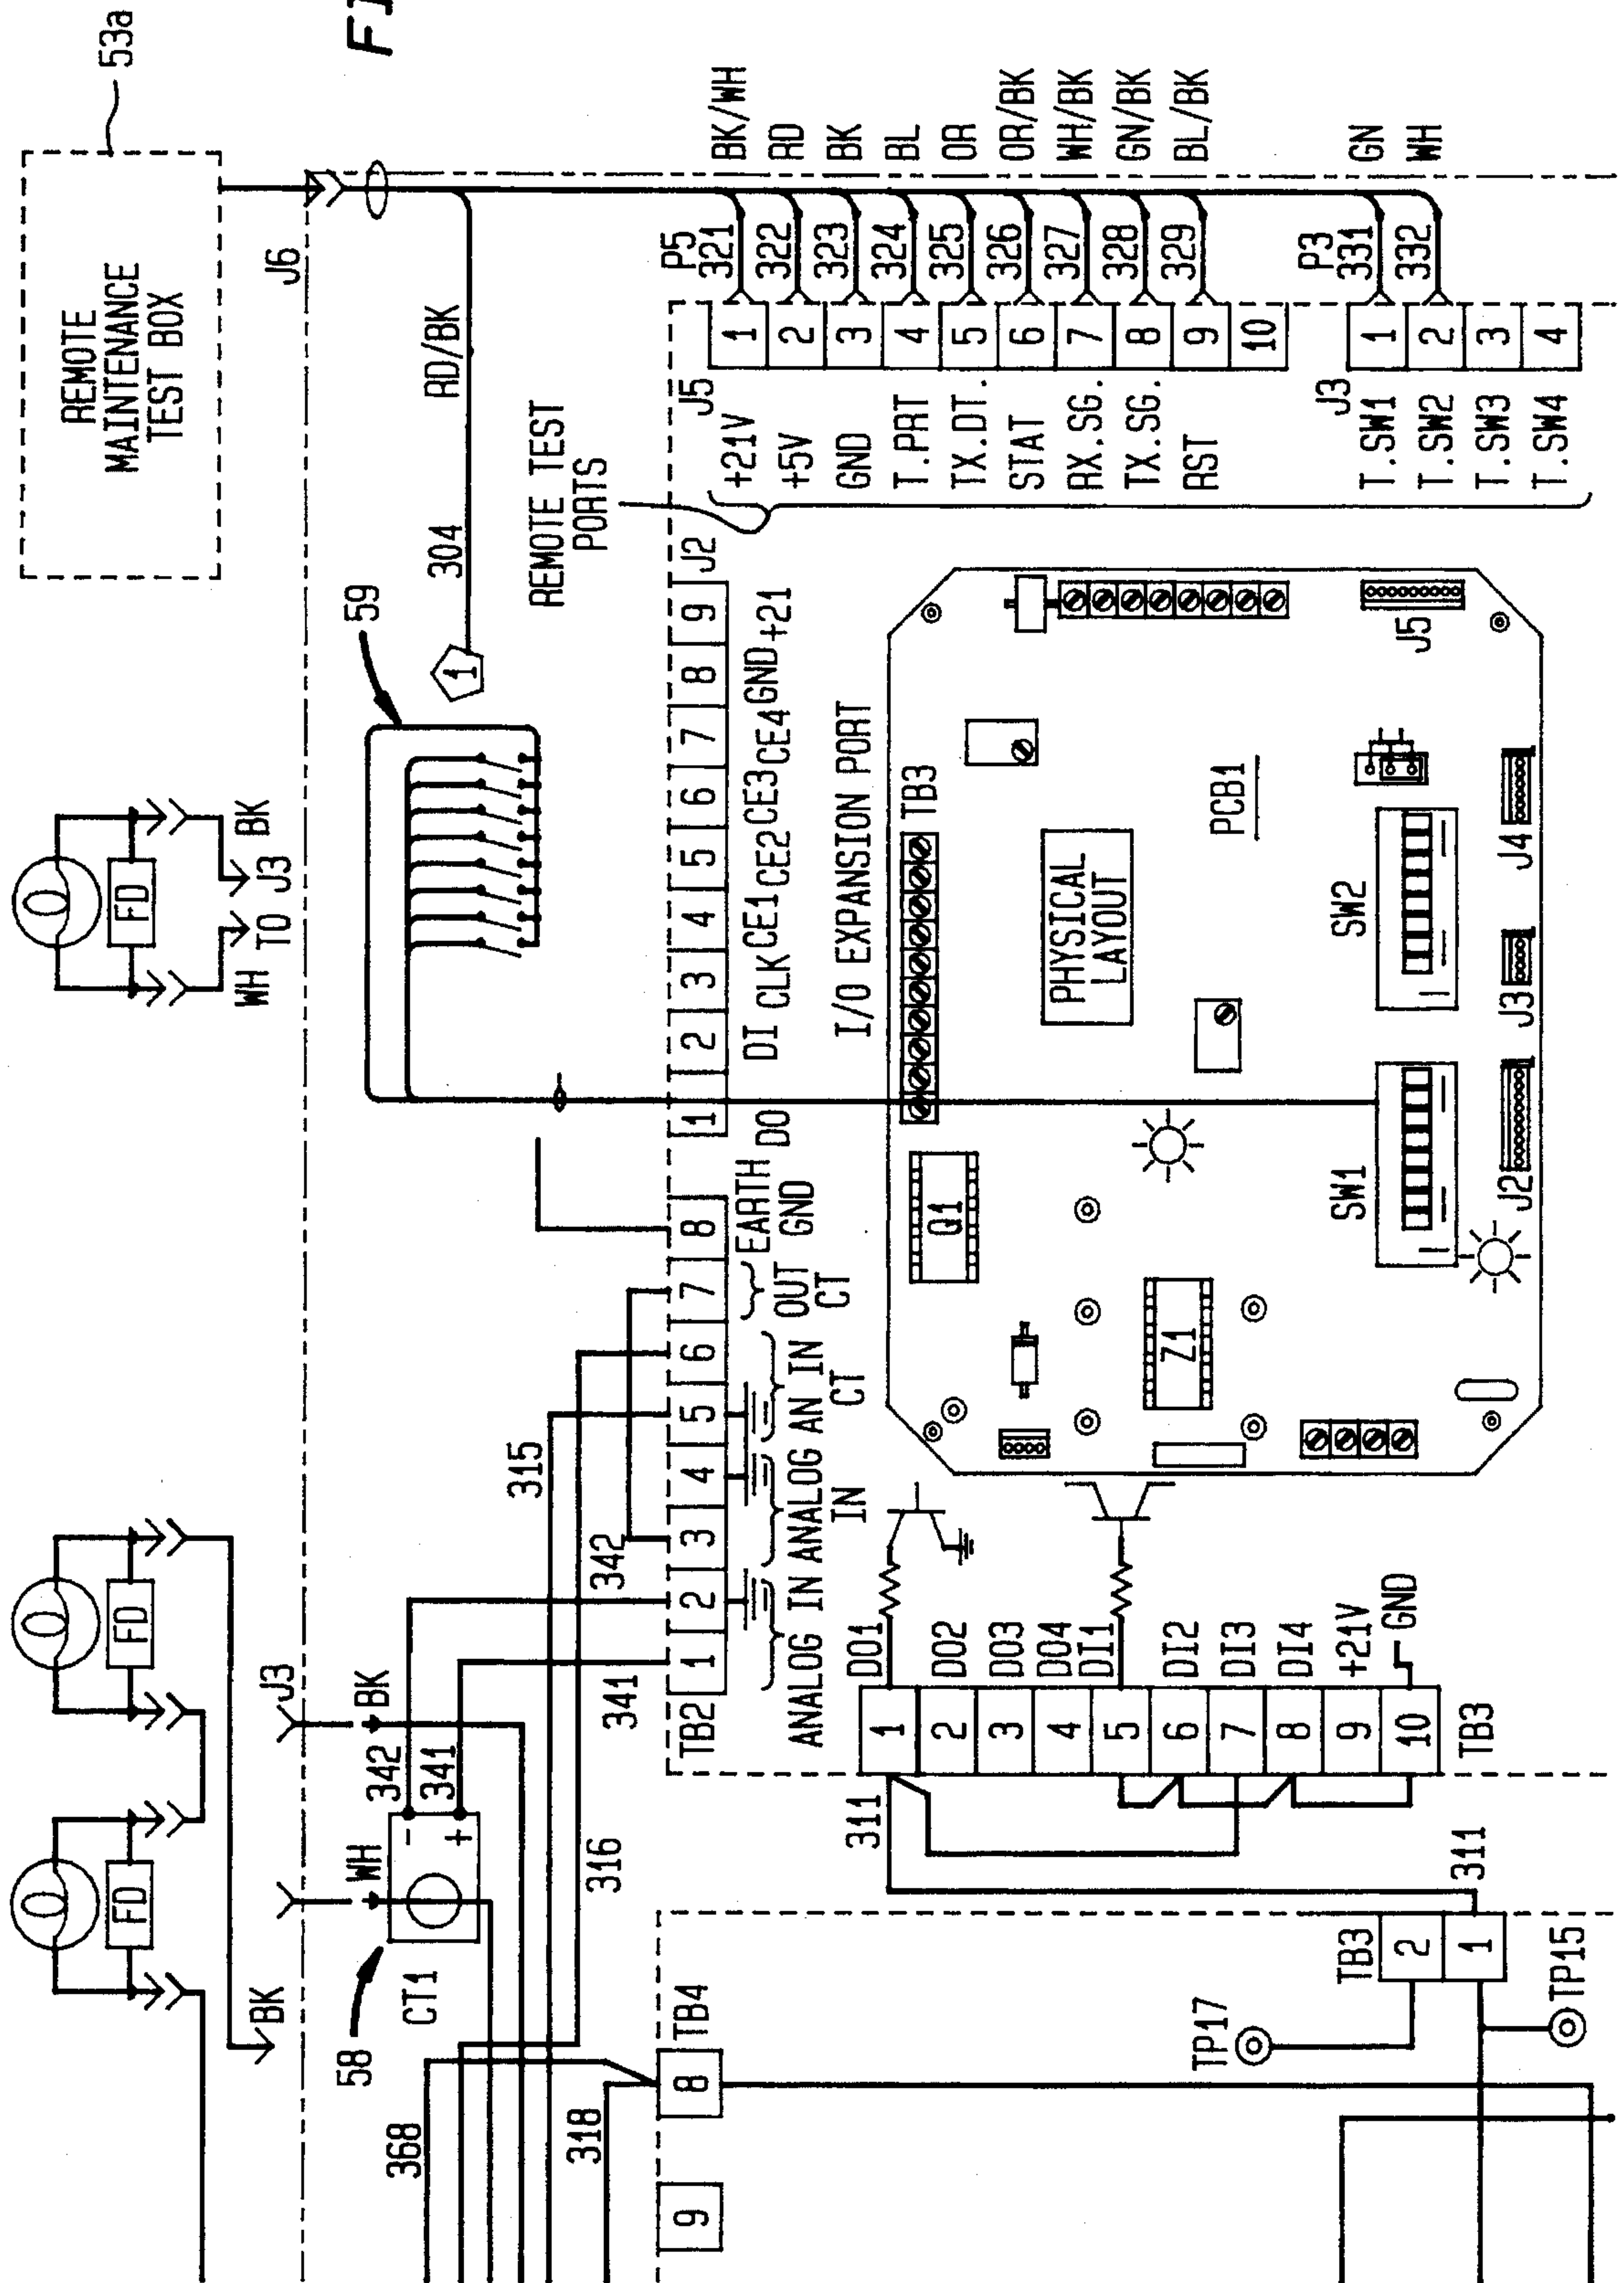 REMOTE
MAINTENANCE
TEST BOX
53a
J6
RD/BK
304
1
59
FD
WH
BK
TO J3
FD
FD
BK
J3
BK
WH
342
341
-
+
CT1
58
368
318
316
315
341
342
REMOTE TEST
PORTS
P5
321 BK/WH
322 RD
323 BK
324 BL
325 OR
326 OR/BK
327 WH/BK
328 GN/BK
329 BL/BK
P3
331 GN
332 WH
J5
+21V 1
+5V 2
GND 3
T.PRT 4
TX.DT. 5
STAT 6
RX.SG. 7
TX.SG. 8
RST 9
10
J3
T.SW1 1
T.SW2 2
T.SW3 3
T.SW4 4
1 2 3 4 5 6 7 8 9 J2
DO DI CLK CE1 CE2 CE3 CE4 GND +21
I/O EXPANSION PORT
TB2 1 2 3 4 5 6 7 8
ANALOG IN
ANALOG
IN
AN IN
CT
OUT
CT
EARTH
GND
TB3
PHYSICAL
LAYOUT
PCB1
Q1
Z1
SW1
SW2
J2
J3
J4
J5
1 DO1
2 DO2
3 DO3
4 DO4
5 DI1
6 DI2
7 DI3
8 DI4
9 +21V
10 GND
TB3
311
311
TB3
2
1
TP17
TP15
9
8 TB4